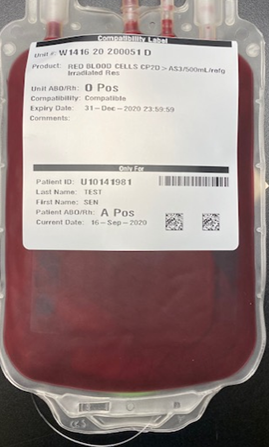 Compatibility Label
Unit #: W1416 20 200051 D
Product: RED BLOOD CELLS CP2D > AS3/500mL/refg
Irradiated Res
Unit ABO/Rh: O Pos
Compatibility: Compatible
Expiry Date: 31-Dec-2020 23:59:59
Comments:
Only For
Patient ID: U10141981
Last Name: TEST
First Name: SEN
Patient ABO/Rh: A Pos
Current Date: 16-Sep-2020